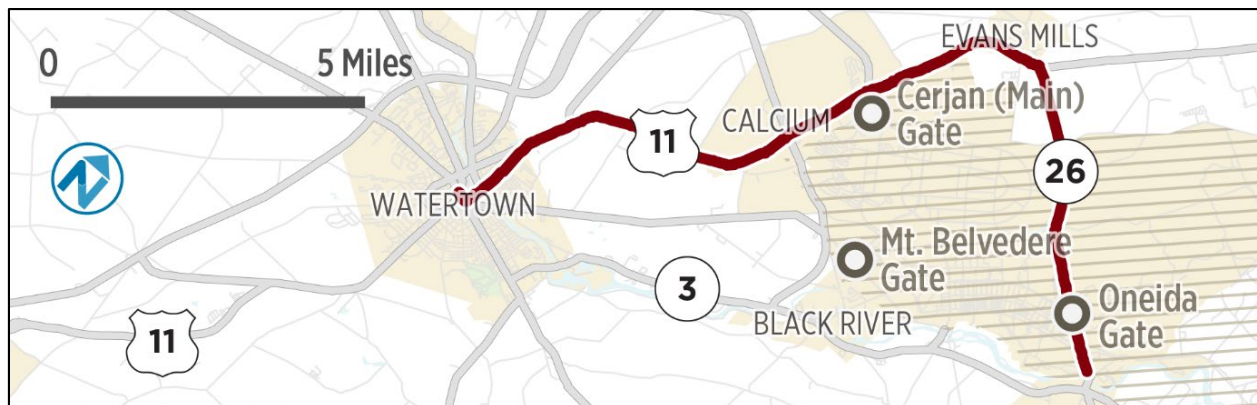 EVANS MILLS
0
5 Miles
Cerjan (Main)
Gate
CALCIUM
11
26
WATERTOWN
Mt. Belvedere
Gate
3
Oneida
Gate
BLACK RIVER
11
N